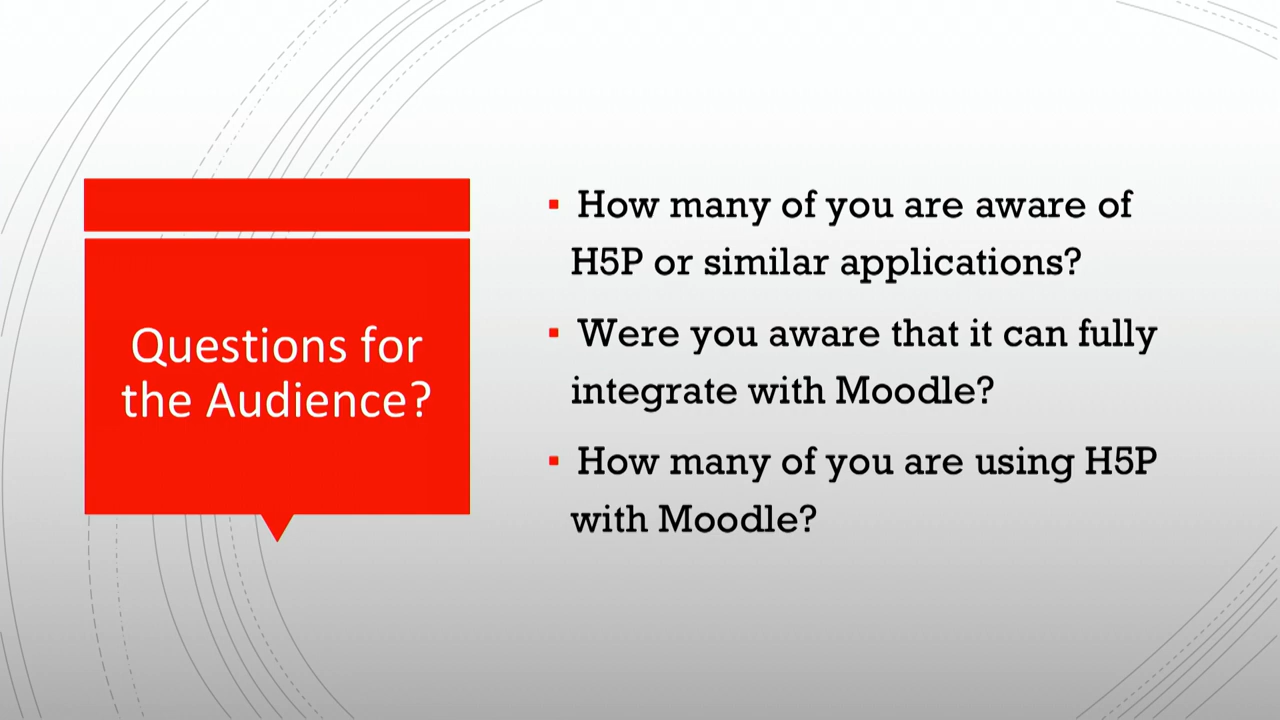 Questions for
the Audience?
▪ How many of you are aware of
H5P or similar applications?
▪ Were you aware that it can fully
integrate with Moodle?
▪ How many of you are using H5P
with Moodle?